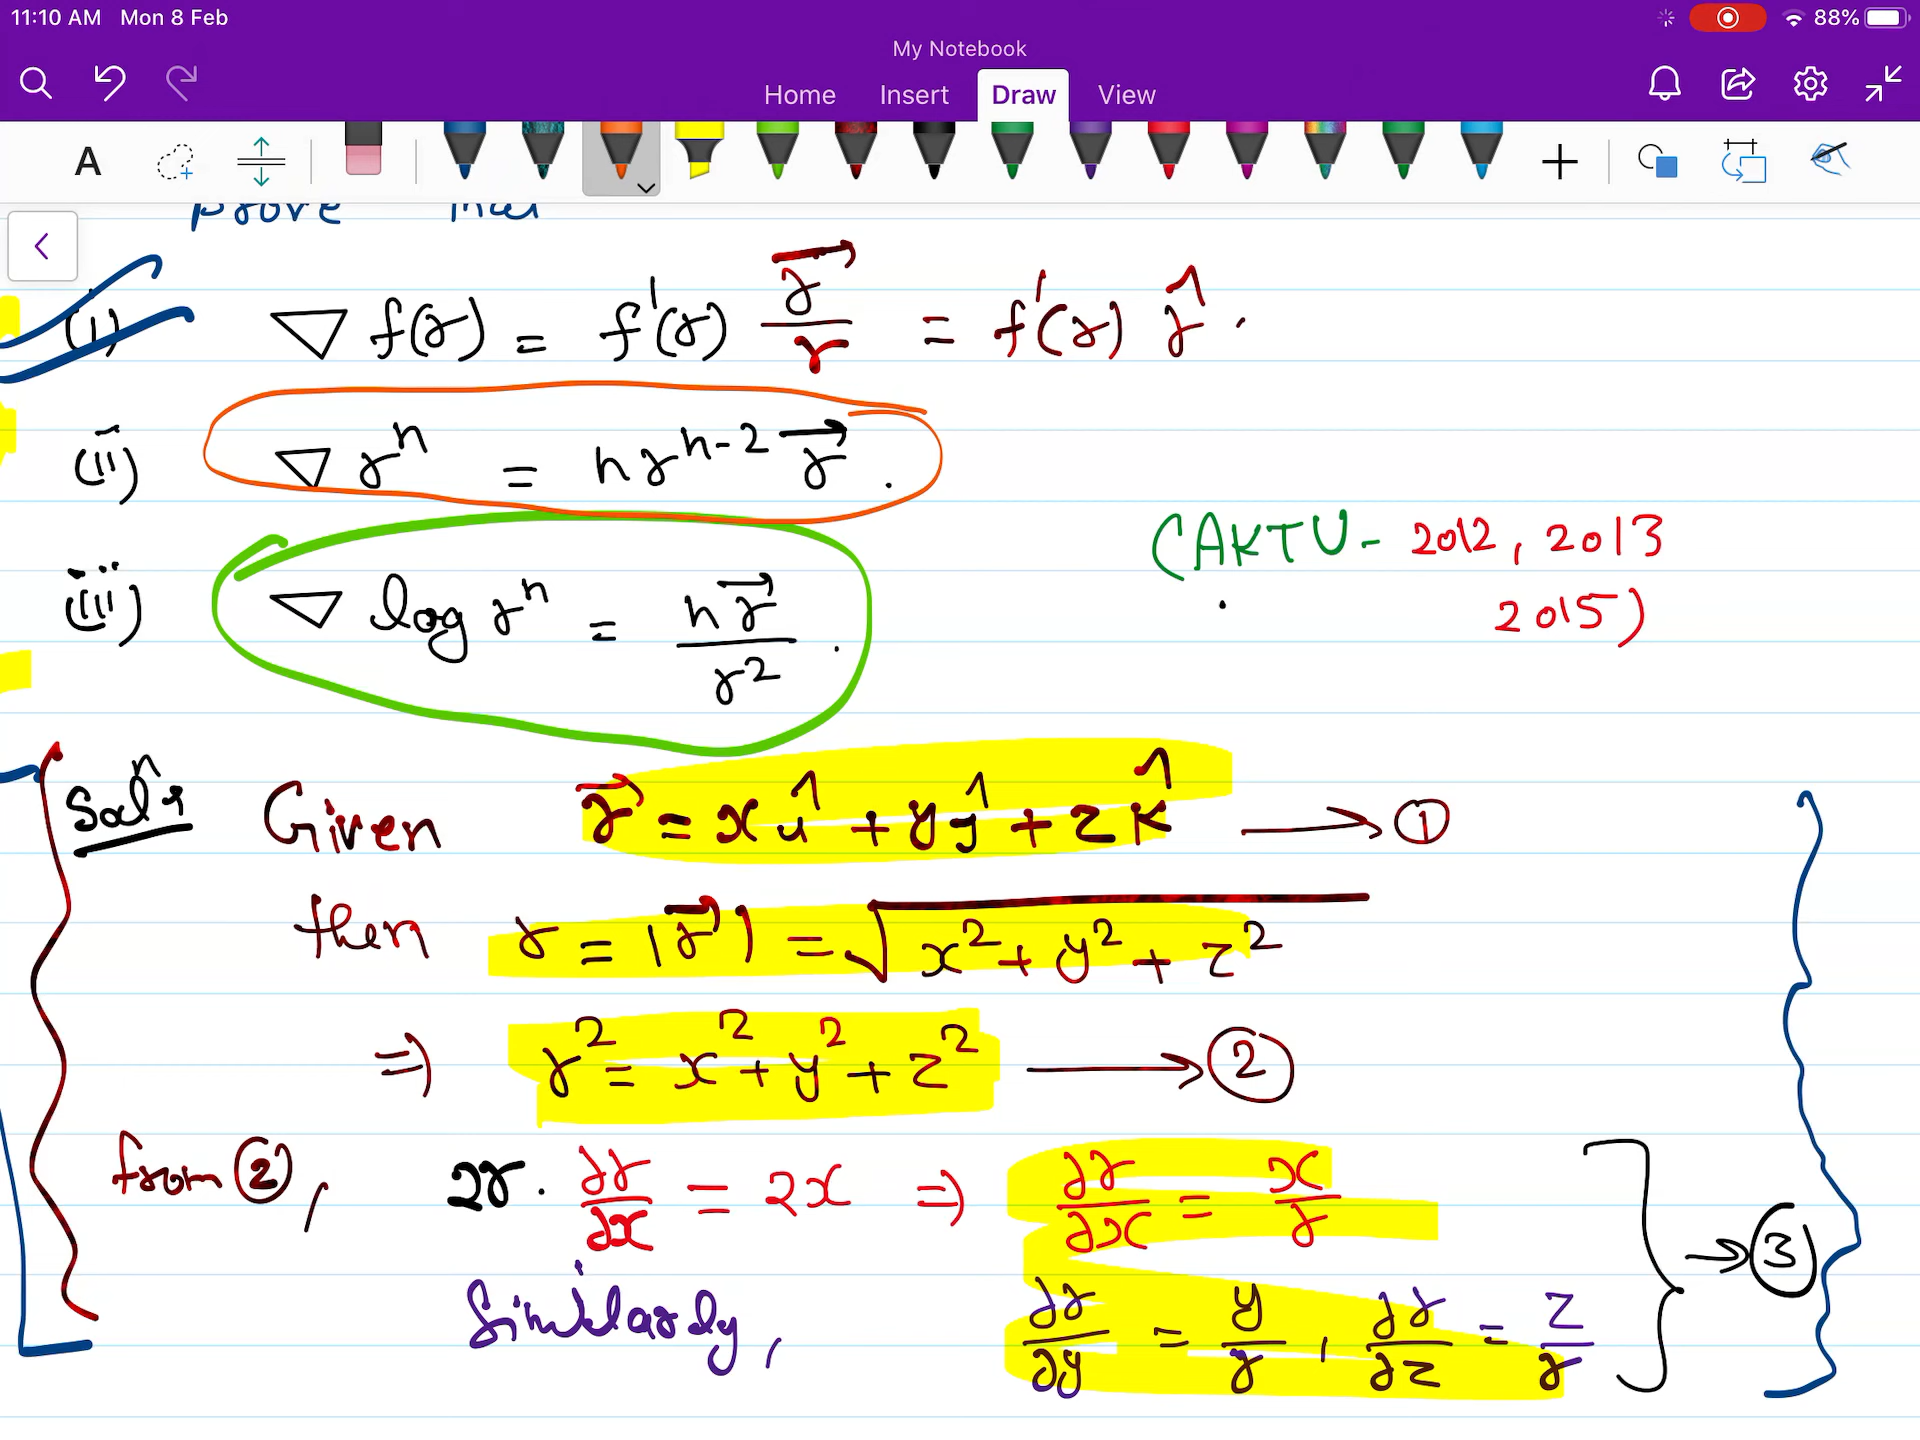 11:10 AM Mon 8 Feb 88%
My Notebook
Home Insert Draw View
A
prove that
(i) ∇ f(r) = f'(r) r⃗/r = f'(r) r̂ .
(ii) ∇ rⁿ = n rⁿ⁻² r⃗ .
(iii) ∇ log rⁿ = n r⃗ / r² .
(AKTU - 2012, 2013
2015)
Solⁿ: Given r⃗ = x î + y ĵ + z k̂ → ①
then r = |r⃗| = √(x² + y² + z²)
⇒ r² = x² + y² + z² → ②
from ②, 2r . ∂r/∂x = 2x ⇒ ∂r/∂x = x/r
Similarly, ∂r/∂y = y/r , ∂r/∂z = z/r ] → ③